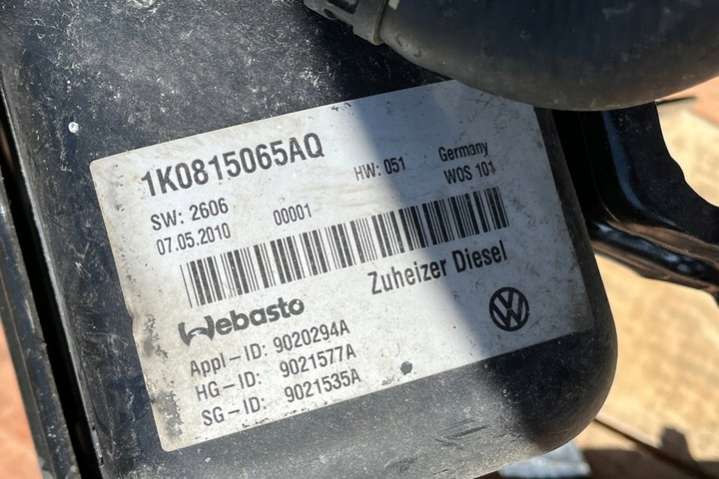 1K0815065AQ
SW: 2606 HW: 051 Germany
07.05.2010 00001 WOS 101
Webasto Zuheizer Diesel
Appl-ID: 9020294A
HG-ID: 9021577A
SG-ID: 9021535A